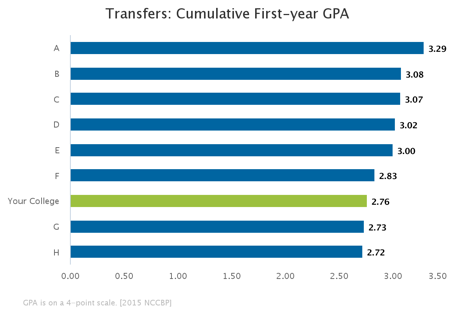 Transfers: Cumulative First-year GPA
A 3.29
B 3.08
C 3.07
D 3.02
E 3.00
F 2.83
Your College 2.76
G 2.73
H 2.72
0.00 0.50 1.00 1.50 2.00 2.50 3.00 3.50
GPA is on a 4-point scale. [2015 NCCBP]